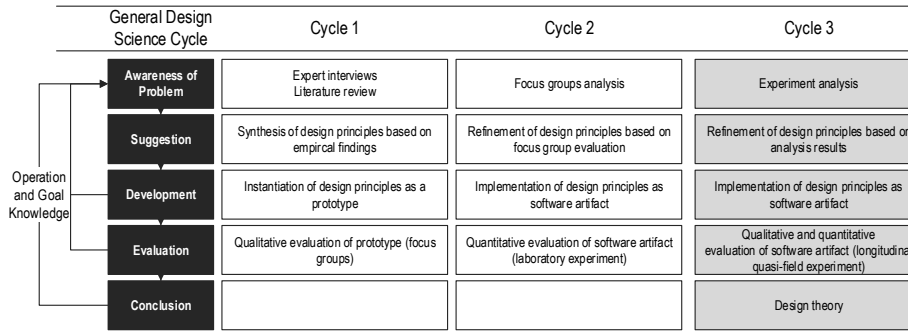 General Design
Science Cycle
Cycle 1
Cycle 2
Cycle 3
Awareness of
Problem
Expert interviews
Literature review
Focus groups analysis
Experiment analysis
Suggestion
Synthesis of design principles based on
empircal findings
Refinement of design principles based on
focus group evaluation
Refinement of design principles based on
analysis results
Operation
and Goal
Knowledge
Development
Instantiation of design principles as a
prototype
Implementation of design principles as
software artifact
Implementation of design principles as
software artifact
Evaluation
Qualitative evaluation of prototype (focus
groups)
Quantitative evaluation of software artifact
(laboratory experiment)
Qualitative and quantitative
evaluation of software artifact (longitudinal
quasi-field experiment)
Conclusion
Design theory